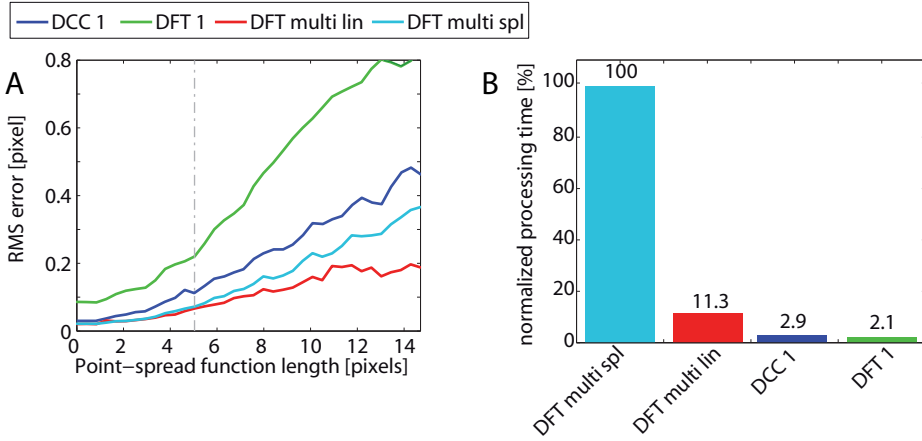 DCC 1 DFT 1 DFT multi lin DFT multi spl
A
RMS error [pixel]
0.8
0.6
0.4
0.2
0
0 2 4 6 8 10 12 14
Point−spread function length [pixels]
B
normalized processing time [%]
100
80
60
40
20
0
100
11.3
2.9
2.1
DFT multi spl
DFT multi lin
DCC 1
DFT 1